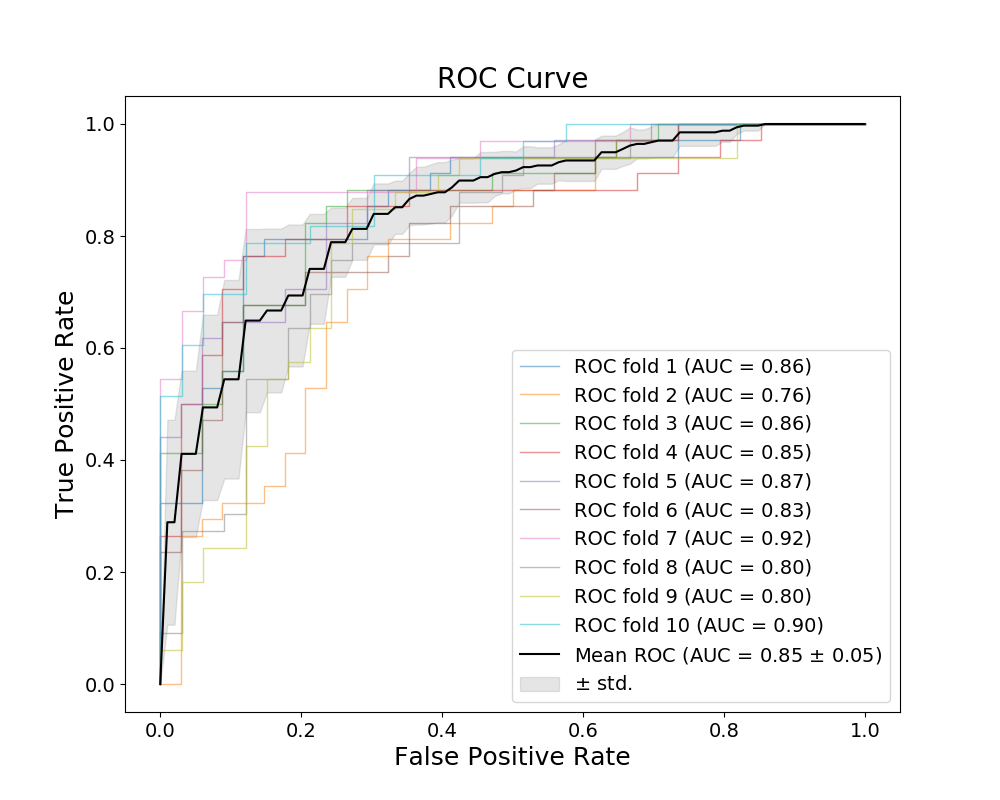 ROC Curve
True Positive Rate
1.0
0.8
0.6
0.4
0.2
0.0
ROC fold 1 (AUC = 0.86)
ROC fold 2 (AUC = 0.76)
ROC fold 3 (AUC = 0.86)
ROC fold 4 (AUC = 0.85)
ROC fold 5 (AUC = 0.87)
ROC fold 6 (AUC = 0.83)
ROC fold 7 (AUC = 0.92)
ROC fold 8 (AUC = 0.80)
ROC fold 9 (AUC = 0.80)
ROC fold 10 (AUC = 0.90)
Mean ROC (AUC = 0.85 ± 0.05)
± std.
0.0 0.2 0.4 0.6 0.8 1.0
False Positive Rate